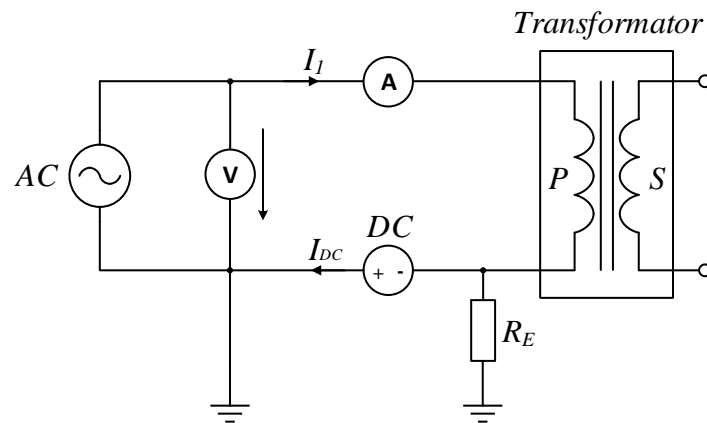 Transformator
I1
A
AC
V
P
S
DC
IDC
+ -
RE